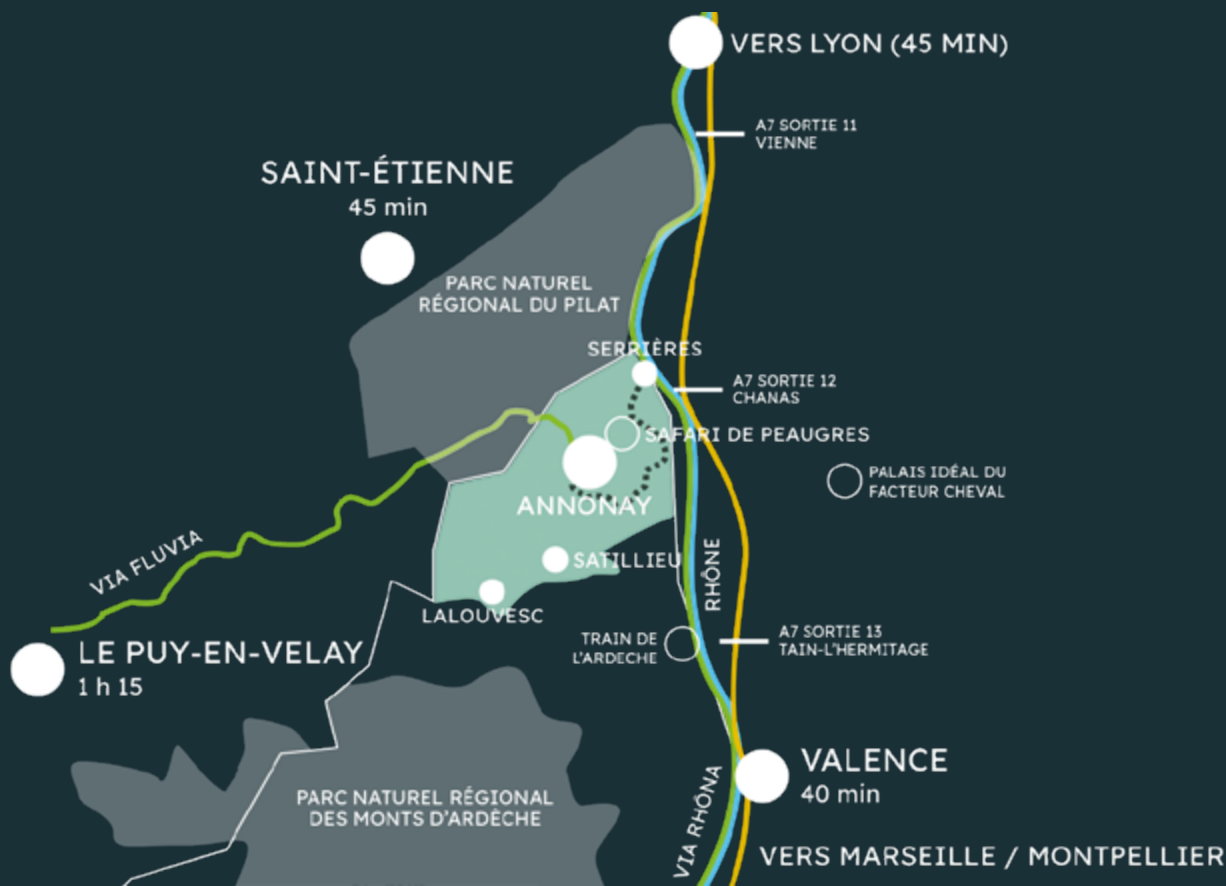 VERS LYON (45 MIN)
A7 SORTIE 11
VIENNE
SAINT-ÉTIENNE
45 min
PARC NATUREL
RÉGIONAL DU PILAT
SERRIÈRES
A7 SORTIE 12
CHANAS
SAFARI DE PEAUGRES
PALAIS IDÉAL DU
FACTEUR CHEVAL
ANNONAY
VIA FLUVIA
SATILLIEU
RHÔNE
LALOUVESC
TRAIN DE
L'ARDECHE
A7 SORTIE 13
TAIN-L'HERMITAGE
LE PUY-EN-VELAY
1 h 15
VALENCE
40 min
PARC NATUREL RÉGIONAL
DES MONTS D'ARDÈCHE
VIA RHÔNA
VERS MARSEILLE / MONTPELLIER